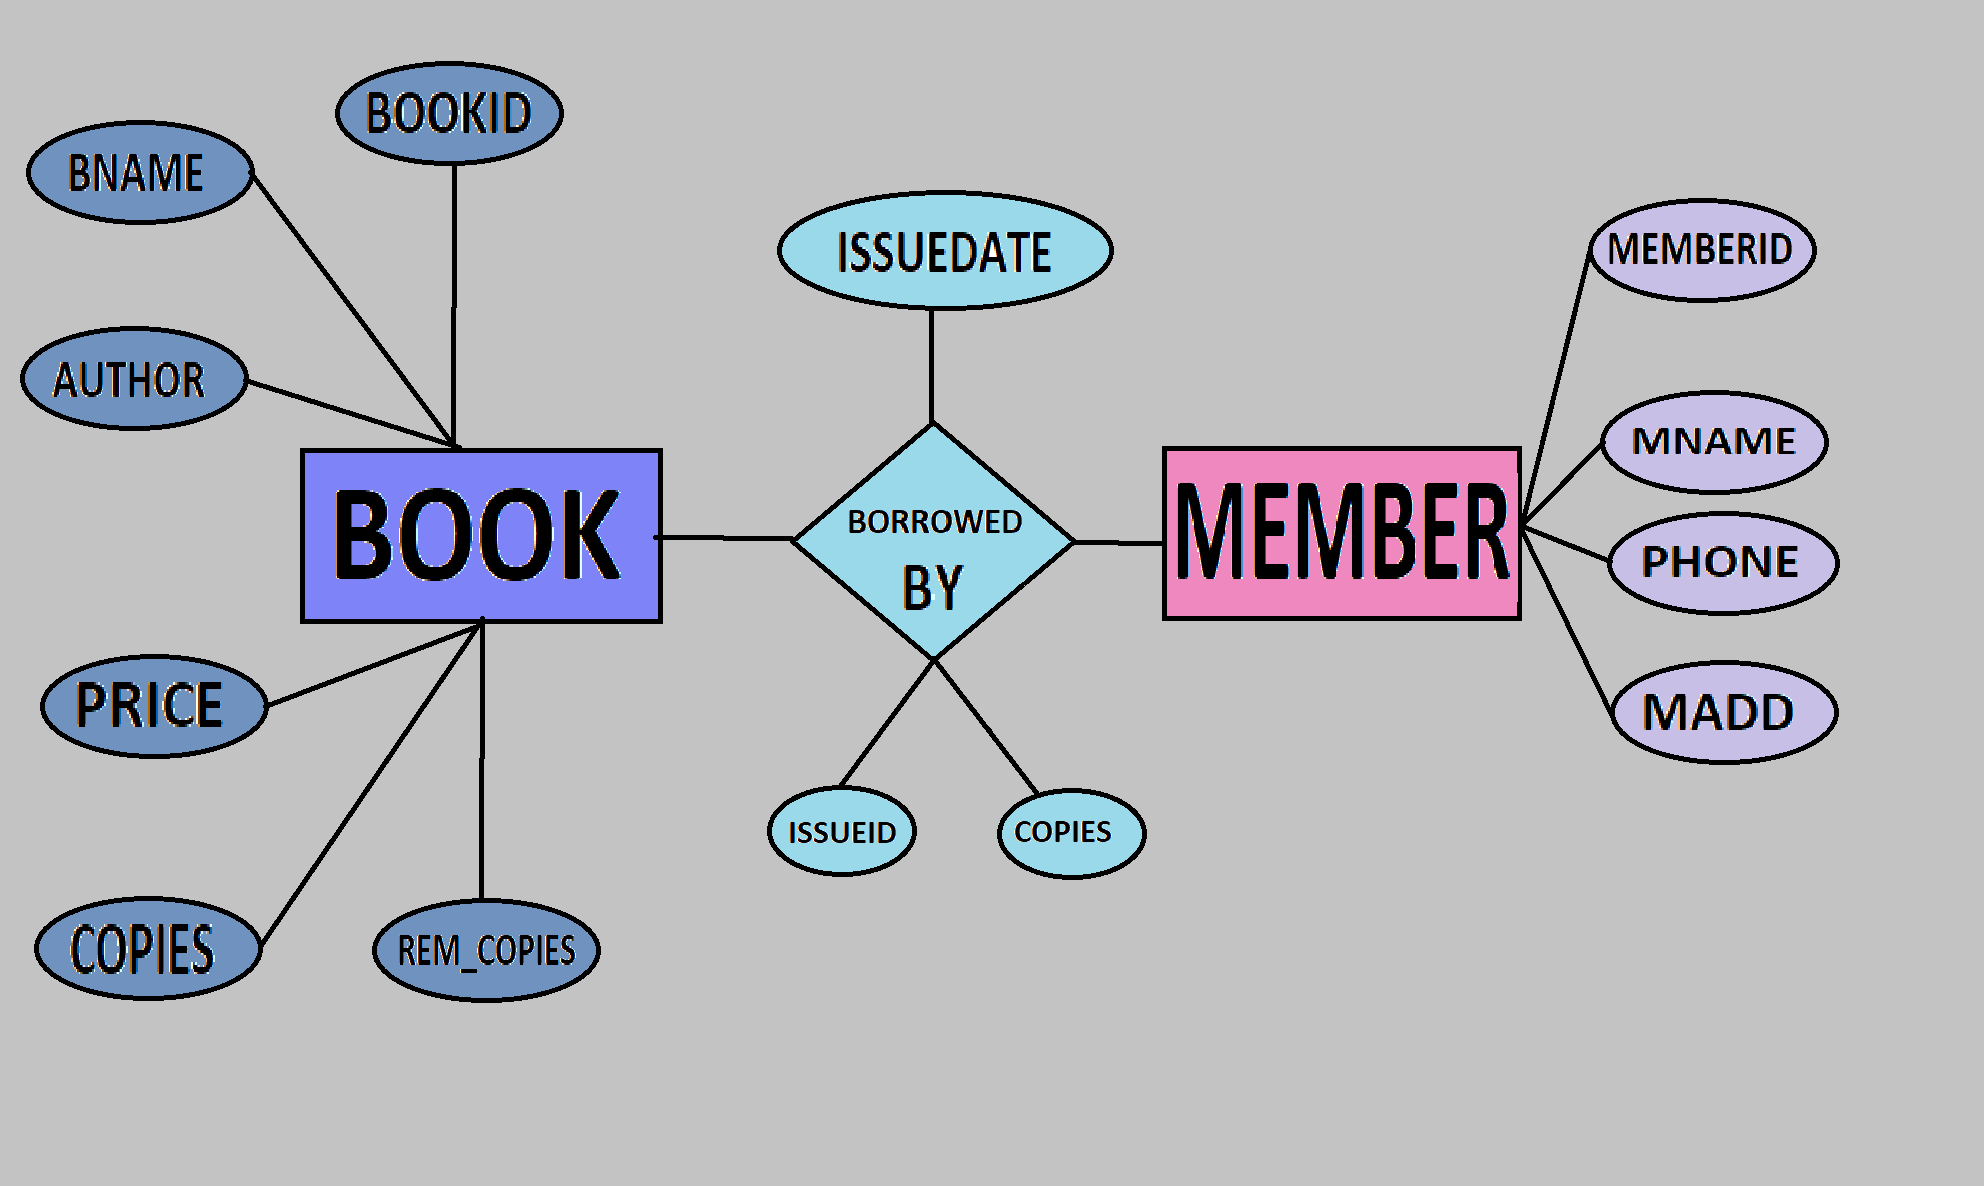 BOOKID
BNAME
AUTHOR
ISSUEDATE
MEMBERID
MNAME
BOOK
BORROWED
BY
MEMBER
PHONE
PRICE
MADD
ISSUEID
COPIES
COPIES
REM_COPIES